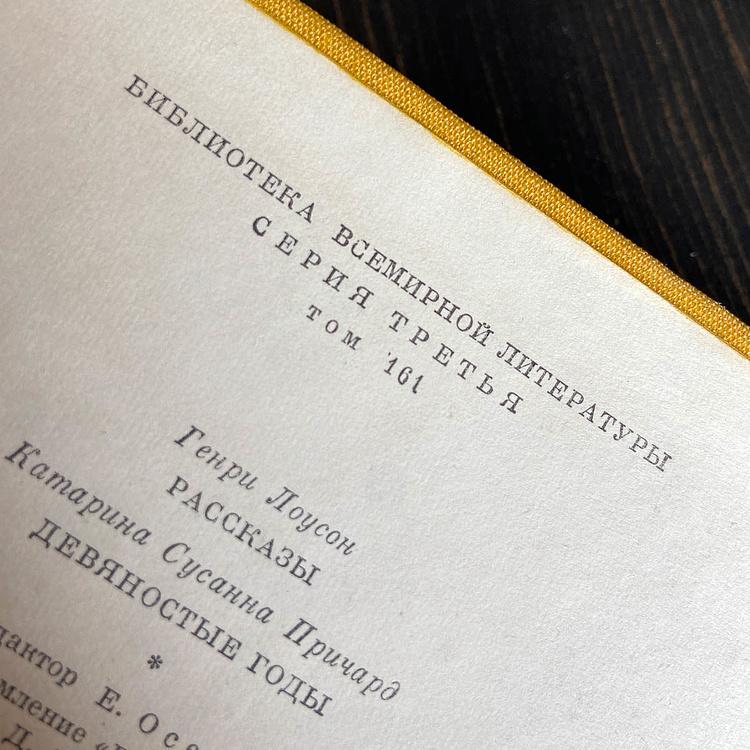 БИБЛИОТЕКА ВСЕМИРНОЙ ЛИТЕРАТУРЫ
СЕРИЯ ТРЕТЬЯ
ТОМ 161
Генри Лоусон
РАССКАЗЫ
Катарина Сусанна Причард
ДЕВЯНОСТЫЕ ГОДЫ
*
Е.